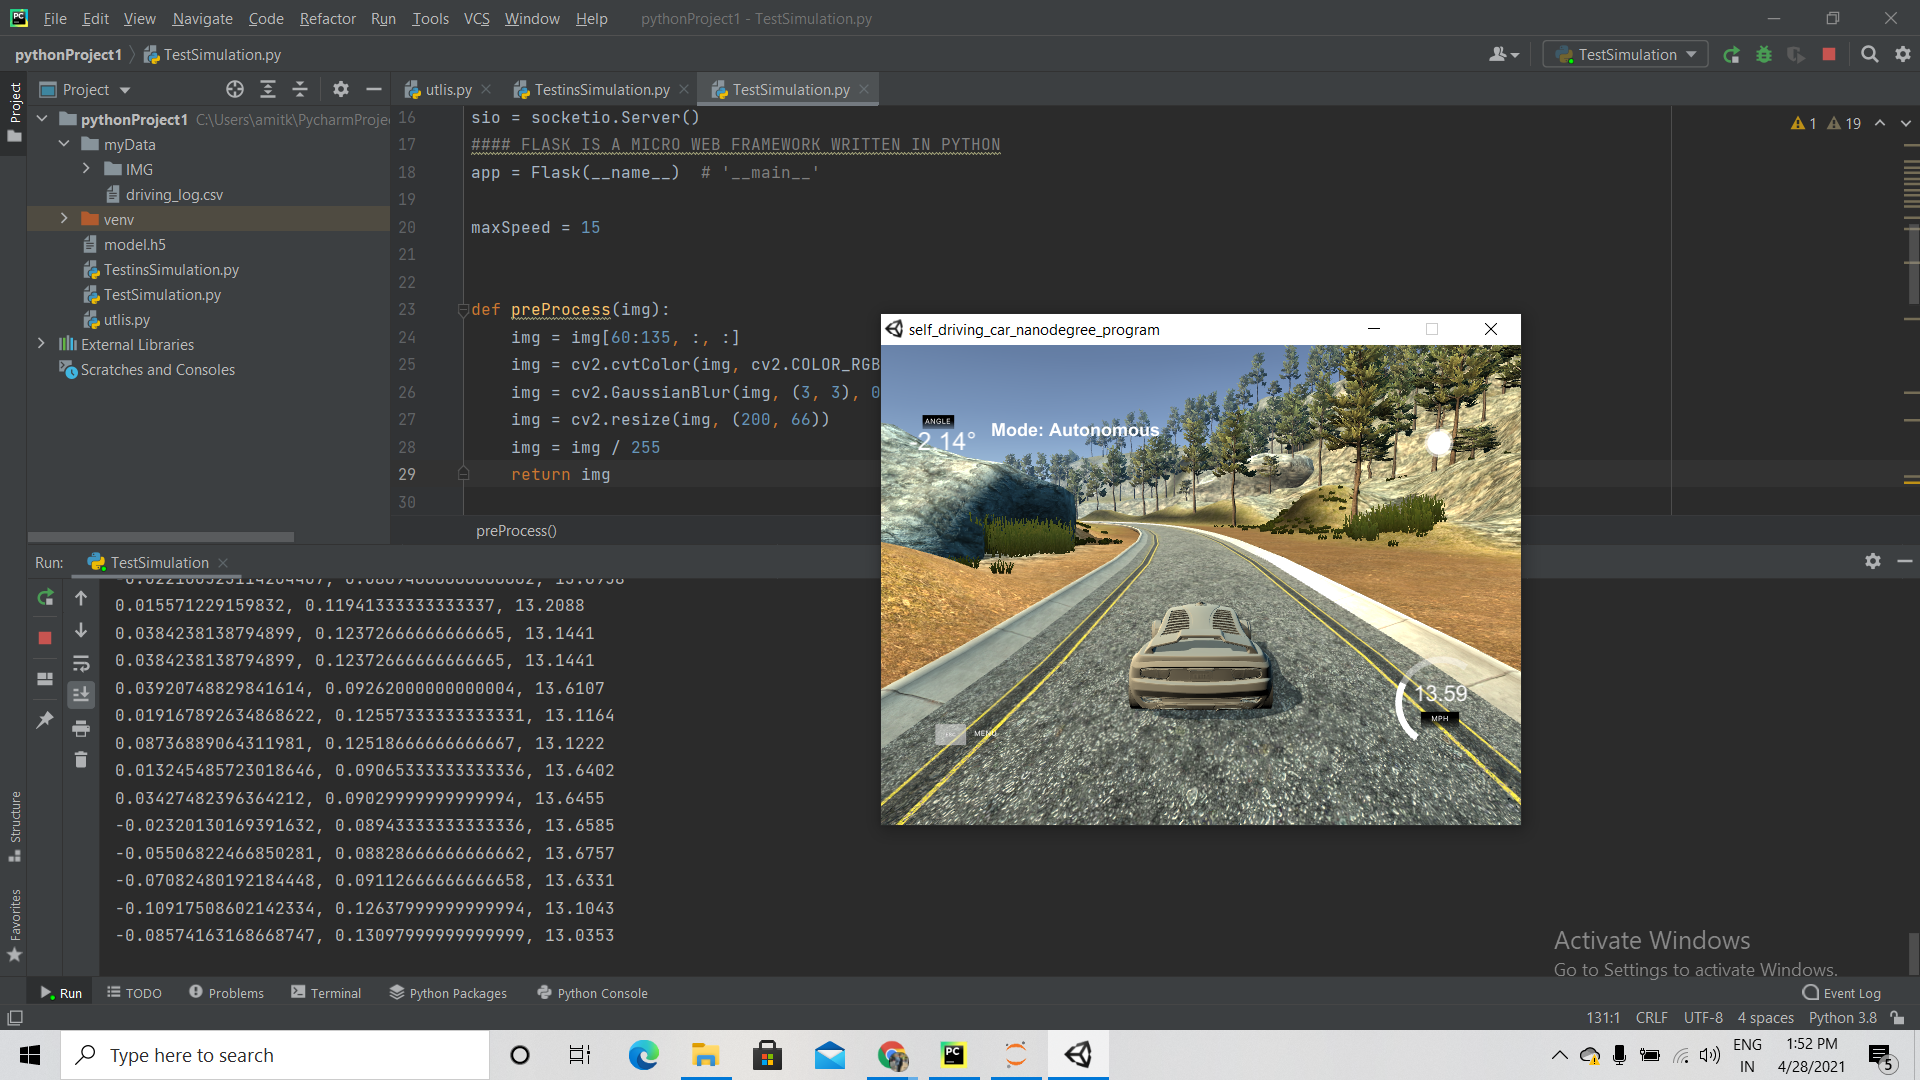 File Edit View Navigate Code Refactor Run Tools VCS Window Help pythonProject1 - TestSimulation.py
pythonProject1 TestSimulation.py
TestSimulation
Project
Project
utlis.py TestinsSimulation.py TestSimulation.py
pythonProject1 C:\Users\amitk\PycharmProje
myData
IMG
driving_log.csv
venv
model.h5
TestinsSimulation.py
TestSimulation.py
utlis.py
External Libraries
Scratches and Consoles
1 19
16 sio = socketio.Server()
17 #### FLASK IS A MICRO WEB FRAMEWORK WRITTEN IN PYTHON
18 app = Flask(__name__) # '__main__'
19
20 maxSpeed = 15
21
22
23 def preProcess(img):
24 img = img[60:135, :, :]
25 img = cv2.cvtColor(img, cv2.COLOR_RGB
26 img = cv2.GaussianBlur(img, (3, 3), 0
27 img = cv2.resize(img, (200, 66))
28 img = img / 255
29 return img
30
preProcess()
self_driving_car_nanodegree_program
ANGLE
2.14°
Mode: Autonomous
13.59
MPH
MENU
Run: TestSimulation
0.015571229159832, 0.11941333333333337, 13.2088
0.0384238138794899, 0.12372666666666665, 13.1441
0.0384238138794899, 0.12372666666666665, 13.1441
0.03920748829841614, 0.09262000000000004, 13.6107
0.019167892634868622, 0.12557333333333331, 13.1164
0.08736889064311981, 0.12518666666666667, 13.1222
0.013245485723018646, 0.09065333333333336, 13.6402
0.03427482396364212, 0.09029999999999994, 13.6455
-0.02320130169391632, 0.08943333333333336, 13.6585
-0.05506822466850281, 0.08828666666666662, 13.6757
-0.07082480192184448, 0.09112666666666658, 13.6331
-0.10917508602142334, 0.12637999999999994, 13.1043
-0.08574163168668747, 0.13097999999999999, 13.0353
Structure
Favorites
Activate Windows
Go to Settings to activate Windows.
Run TODO Problems Terminal Python Packages Python Console Event Log
131:1 CRLF UTF-8 4 spaces Python 3.8
Type here to search
PC
ENG
IN
1:52 PM
4/28/2021
5